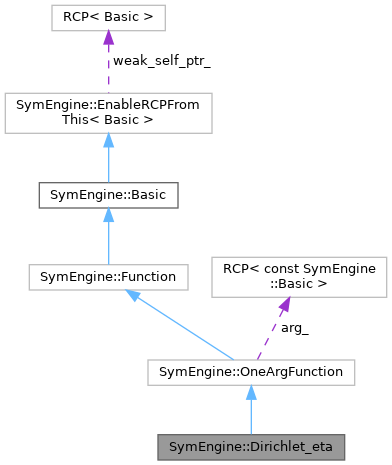 RCP< Basic >
weak_self_ptr_
SymEngine::EnableRCPFrom
This< Basic >
SymEngine::Basic
SymEngine::Function
RCP< const SymEngine
::Basic >
arg_
SymEngine::OneArgFunction
SymEngine::Dirichlet_eta